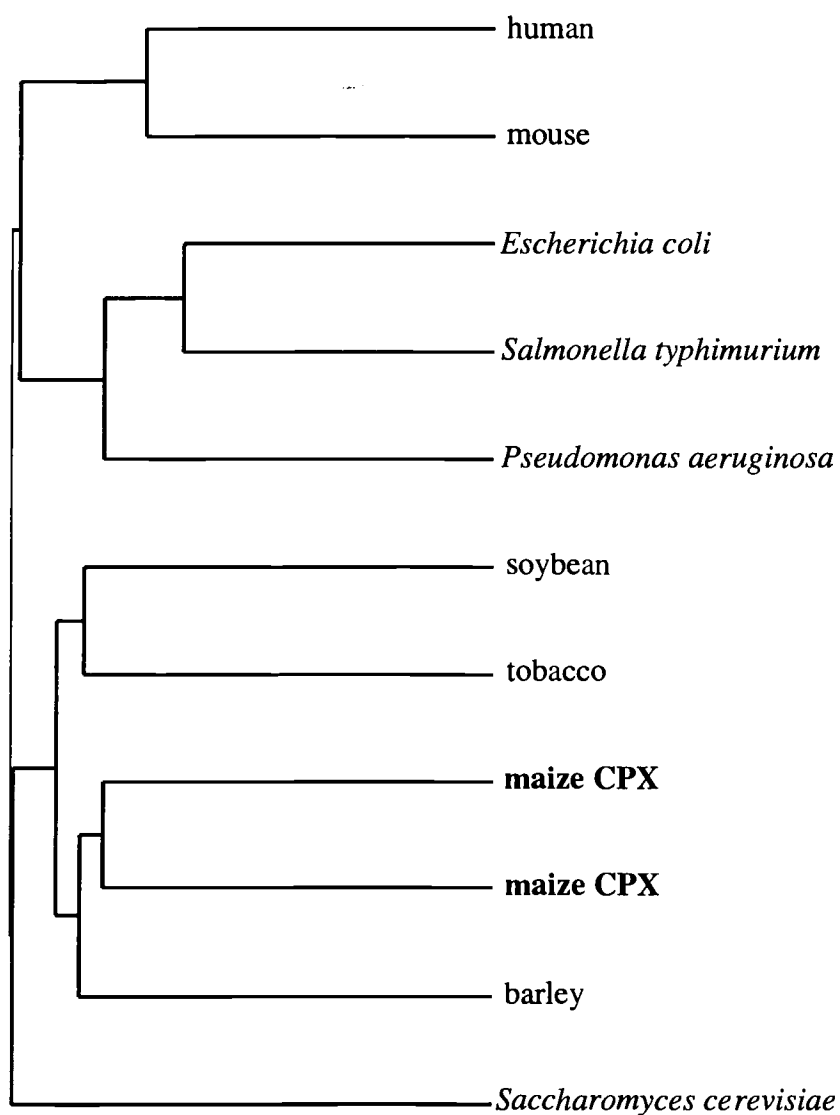 human
mouse
Escherichia coli
Salmonella typhimurium
Pseudomonas aeruginosa
soybean
tobacco
maize CPX
maize CPX
barley
Saccharomyces cerevisiae